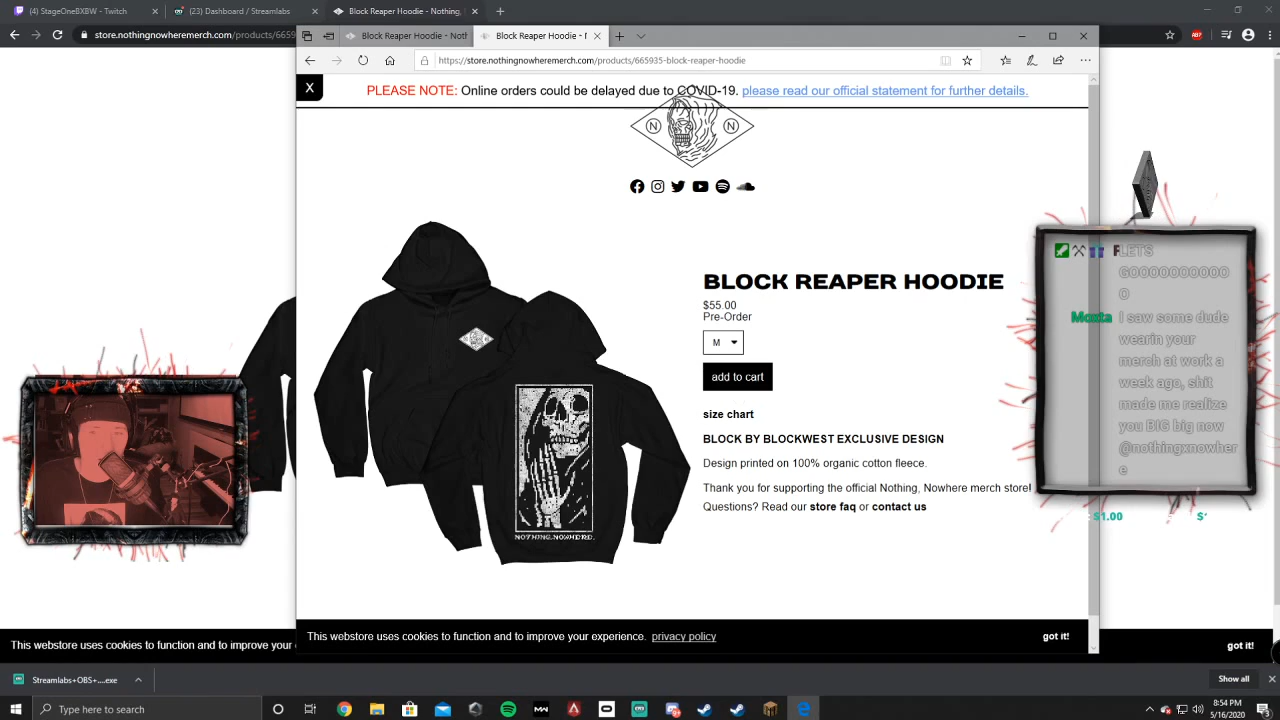 (4) StageOneBXBW - Twitch
(20) Dashboard / Streamlabs
Block Reaper Hoodie - Nothing,
store.nothingnowheremerch.com/products/6659
Block Reaper Hoodie - Noth
Block Reaper Hoodie - N
https://store.nothingnowheremerch.com/products/665935-block-reaper-hoodie
X
PLEASE NOTE: Online orders could be delayed due to COVID-19. please read our official statement for further details.
N N
BLOCK REAPER HOODIE
$55.00
Pre-Order
M
add to cart
size chart
BLOCK BY BLOCKWEST EXCLUSIVE DESIGN
Design printed on 100% organic cotton fleece.
Thank you for supporting the official Nothing, Nowhere merch store!
Questions? Read our store faq or contact us
NOTHING,NOWHERE.
LETS
GOOOOOOOOOO
O
Moxta I saw some dude
wearin your
merch at work a
week ago, shit
made me realize
you BIG big now
@nothingxnowher
e
$1.00
This webstore uses cookies to function and to improve your experience. privacy policy
got it!
This webstore uses cookies to function and to improve your
got it!
Streamlabs+OBS+....exe
Show all
Type here to search
8:54 PM
5/16/2020